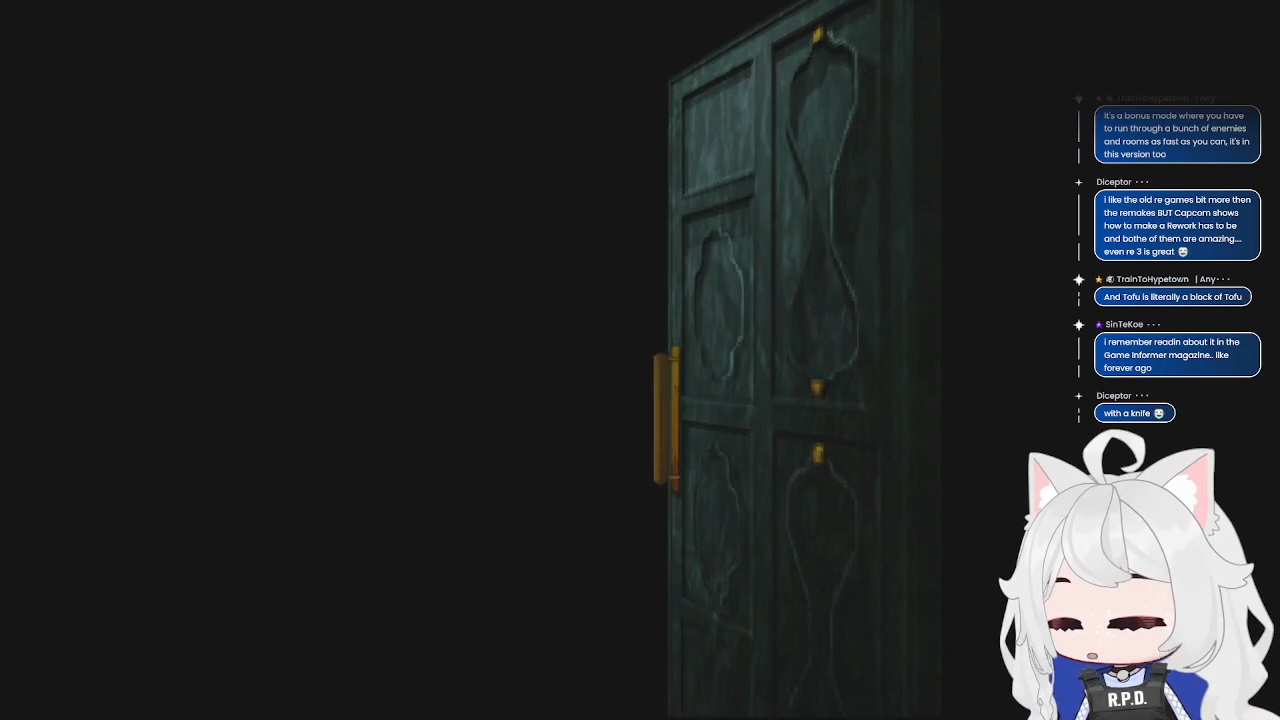 TrainToHypetown | Any···
It's a bonus mode where you have
to run through a bunch of enemies
and rooms as fast as you can, it's in
this version too
Diceptor ···
i like the old re games bit more then
the remakes BUT Capcom shows
how to make a Rework has to be
and bothe of them are amazing....
even re 3 is great
TrainToHypetown | Any···
And Tofu is literally a block of Tofu
SinTeKoe ···
i remember readin about it in the
Game Informer magazine.. like
forever ago
Diceptor ···
with a knife
R.P.D.